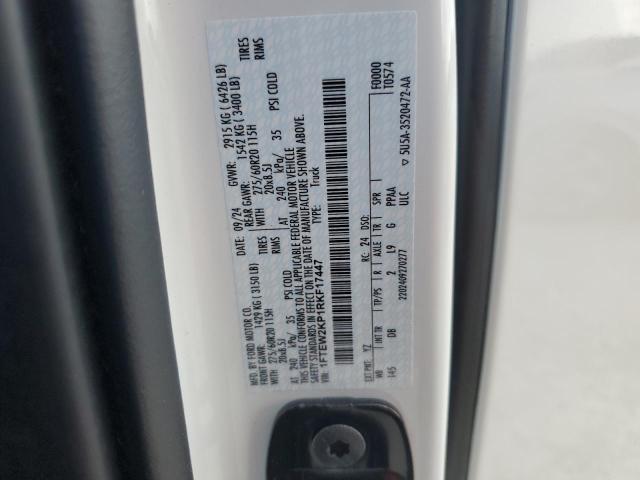 MFD. BY FORD MOTOR CO. 09/24 GVWR: 2915 KG ( 6426 LB)
FRONT GAWR: 1429 KG ( 3150 LB) REAR GAWR: 1542 KG ( 3400 LB)
275/60R20 115H TIRES WITH 275/60R20 115H TIRES
20x8.5J RIMS WITH 20x8.5J RIMS
AT 240 kPa/ 35 PSI COLD AT 240 kPa/ 35 PSI COLD
THIS VEHICLE CONFORMS TO ALL APPLICABLE FEDERAL MOTOR VEHICLE
SAFETY STANDARDS IN EFFECT ON THE DATE OF MANUFACTURE SHOWN ABOVE.
VIN: 1FTEW2KP1RKF17447 TYPE: Truck
F0000
T0574
EXT PNT: YZ RC: 24 DSO:
WB INT TR TP/PS R AXLE TR SPR
145 DB 2 L9 G PPAA
2202409270277 ULC
▽ 5U5A-3520472-AA